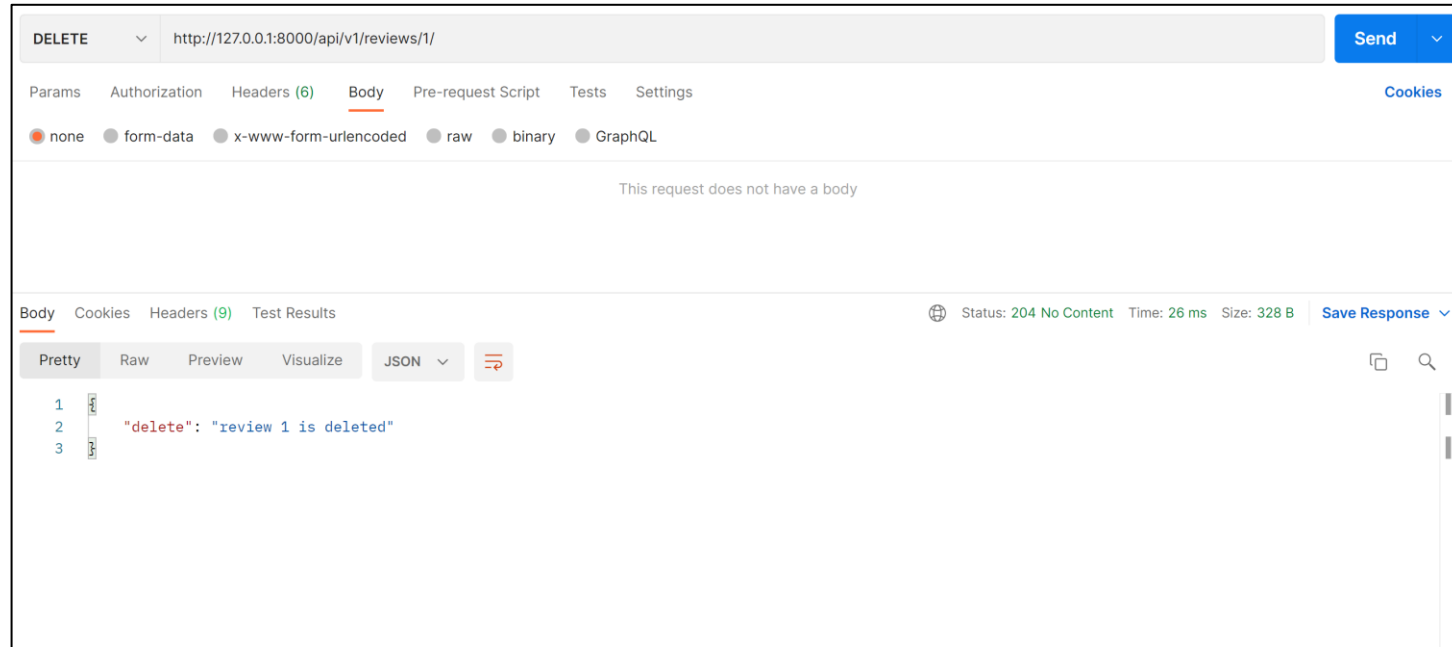 DELETE http://127.0.0.1:8000/api/v1/reviews/1/ Send
Params Authorization Headers (6) Body Pre-request Script Tests Settings Cookies
none form-data x-www-form-urlencoded raw binary GraphQL
This request does not have a body
Body Cookies Headers (9) Test Results Status: 204 No Content Time: 26 ms Size: 328 B Save Response
Pretty Raw Preview Visualize JSON
1 {
2 "delete": "review 1 is deleted"
3 }